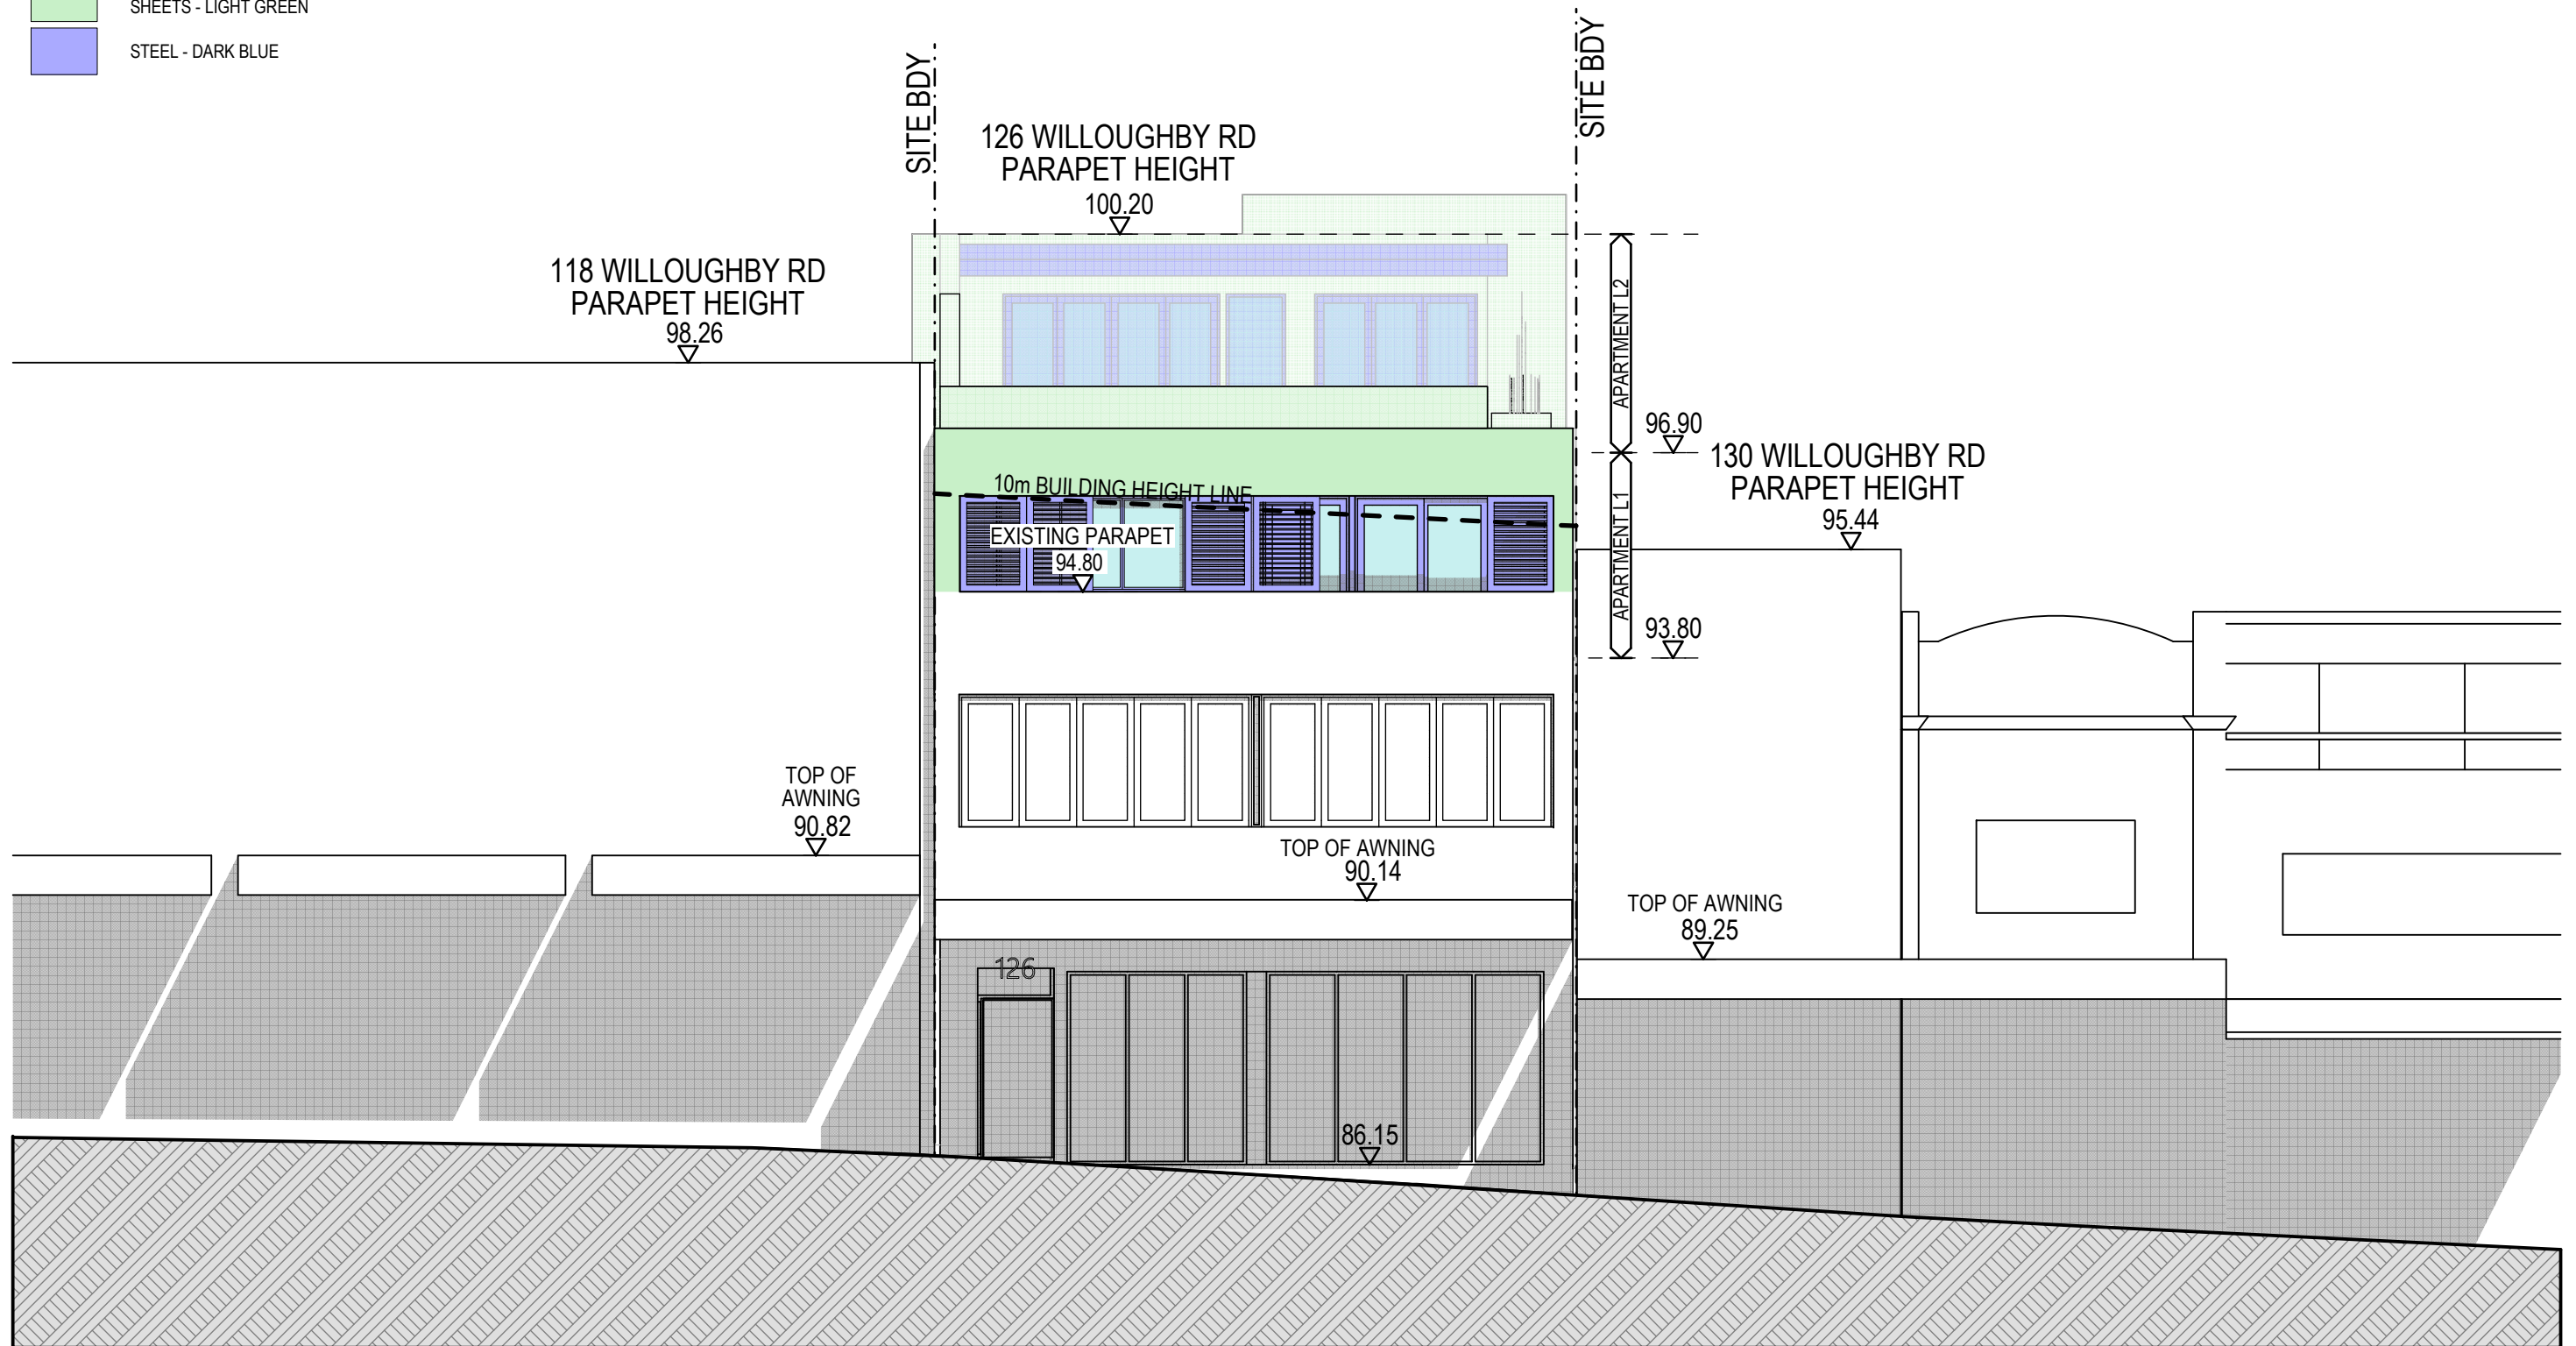 SHEETS - LIGHT GREEN
STEEL - DARK BLUE
SITE BDY
SITE BDY
126 WILLOUGHBY RD
PARAPET HEIGHT
100.20
118 WILLOUGHBY RD
PARAPET HEIGHT
98.26
APARTMENT L2
96.90
130 WILLOUGHBY RD
PARAPET HEIGHT
95.44
10m BUILDING HEIGHT LINE
APARTMENT L1
EXISTING PARAPET
94.80
93.80
TOP OF
AWNING
90.82
TOP OF AWNING
90.14
TOP OF AWNING
89.25
126
86.15